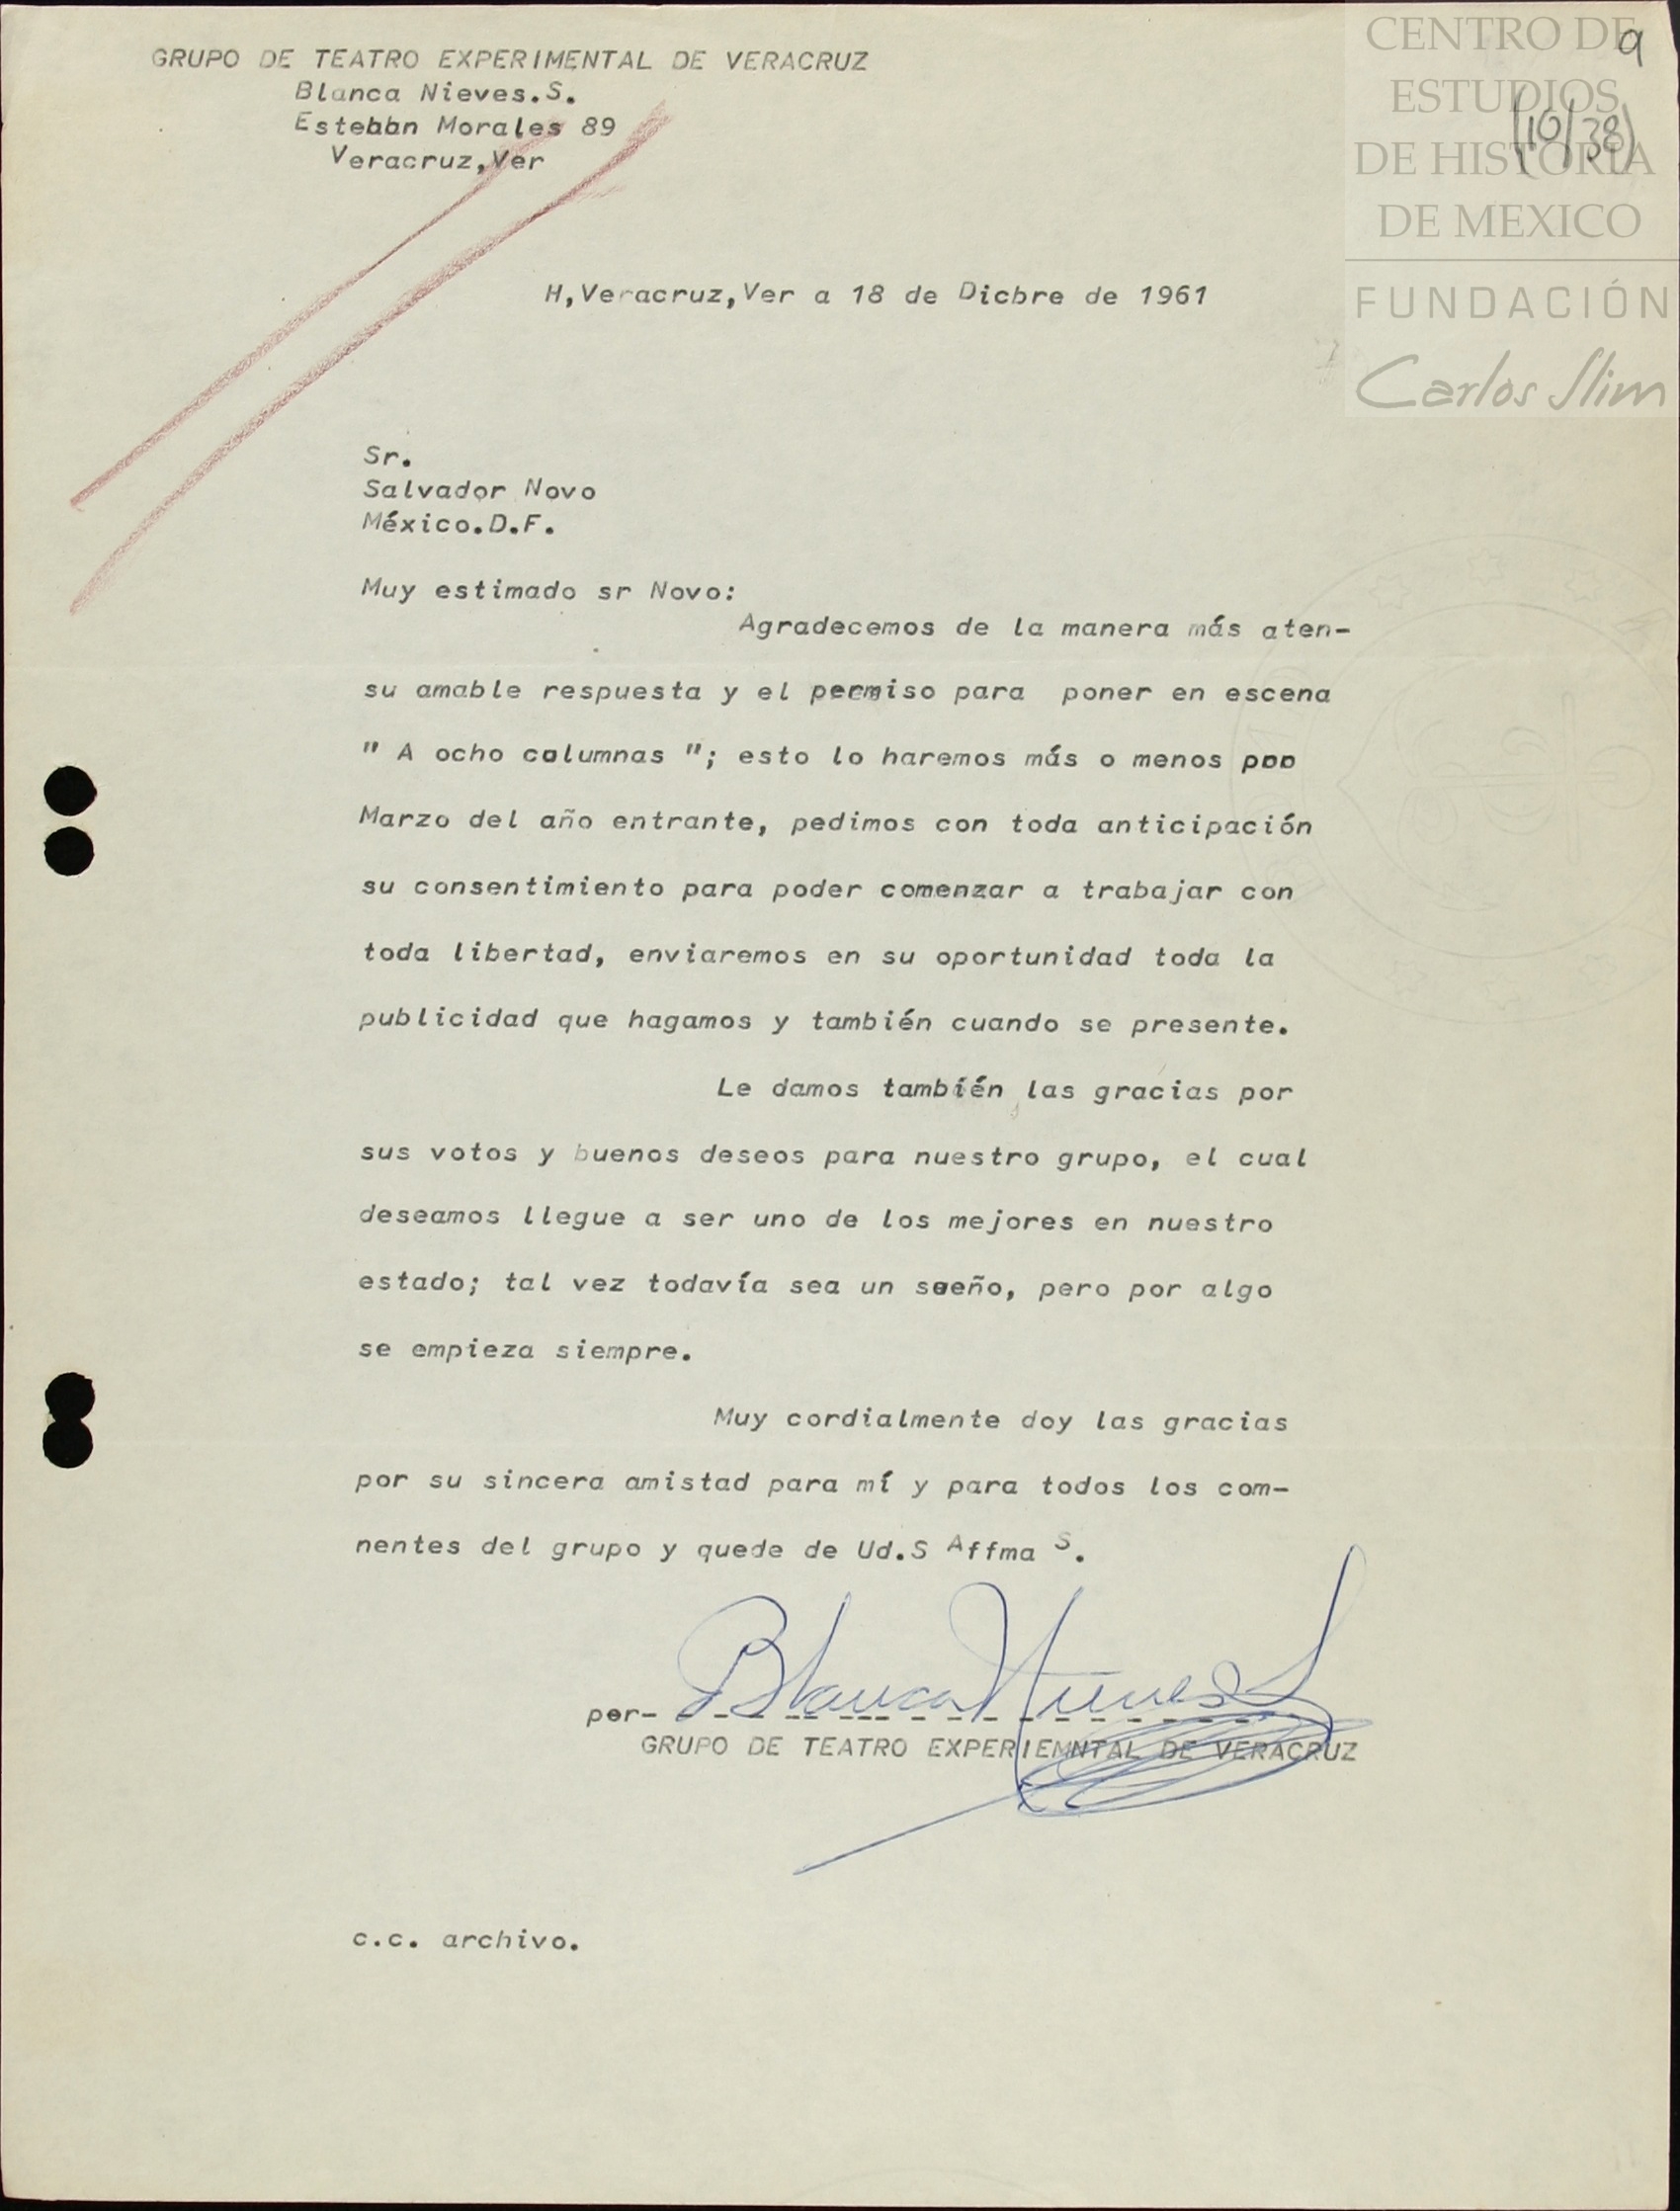 GRUPO DE TEATRO EXPERIMENTAL DE VERACRUZ
Blanca Nieves.S.
Esteban Morales 89
Veracruz,Ver
CENTRO DE
ESTUDIOS
DE HISTORIA
DE MEXICO
FUNDACIÓN
Carlos Slim
9
(10/38)
H,Veracruz,Ver a 18 de Dicbre de 1961
Sr.
Salvador Novo
México.D.F.
Muy estimado sr Novo:
Agradecemos de la manera más aten-
su amable respuesta y el permiso para poner en escena
" A ocho columnas "; esto lo haremos más o menos
Marzo del año entrante, pedimos con toda anticipación
su consentimiento para poder comenzar a trabajar con
toda libertad, enviaremos en su oportunidad toda la
publicidad que hagamos y también cuando se presente.
Le damos también las gracias por
sus votos y buenos deseos para nuestro grupo, el cual
deseamos llegue a ser uno de los mejores en nuestro
estado; tal vez todavía sea un sueño, pero por algo
se empieza siempre.
Muy cordialmente doy las gracias
por su sincera amistad para mí y para todos los com-
nentes del grupo y quede de Ud.S Affma S.
Blanca Nieves S
per- - - - - - - - - - - - -
GRUPO DE TEATRO EXPERIEMNTAL DE VERACRUZ
c.c. archivo.